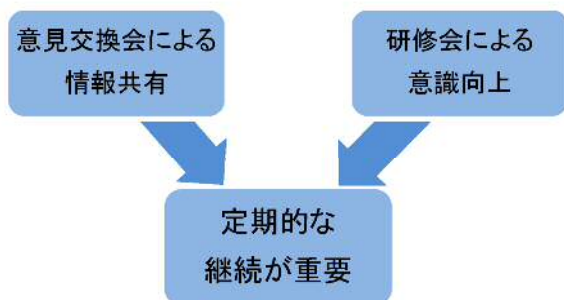 意見交換会による
情報共有
研修会による
意識向上
定期的な
継続が重要